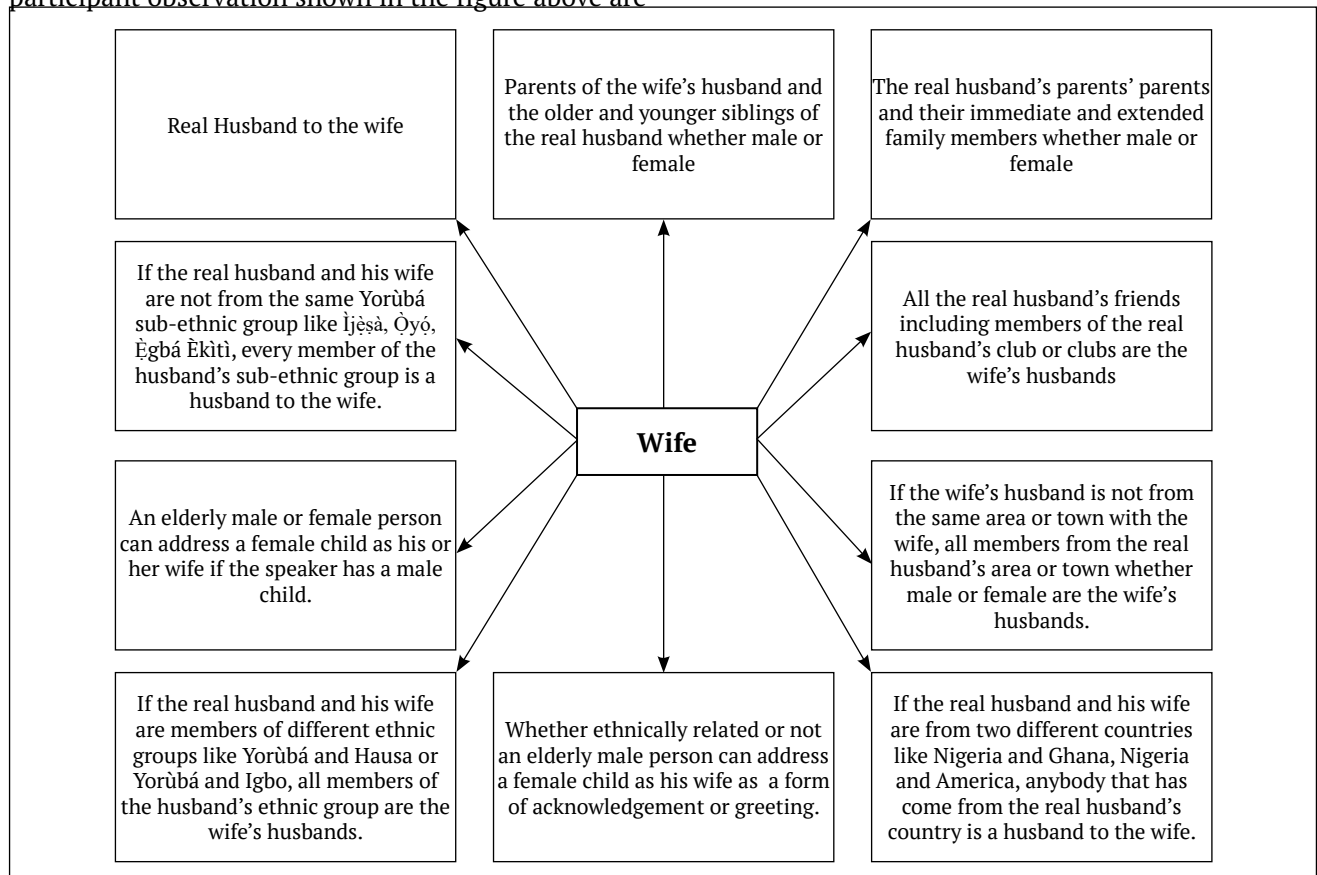 participant observation shown in the figure above are
Real Husband to the wife
Parents of the wife’s husband and
the older and younger siblings of
the real husband whether male or
female
The real husband’s parents’ parents
and their immediate and extended
family members whether male or
female
If the real husband and his wife
are not from the same Yorùbá
sub-ethnic group like Ìjẹ̀ṣà, Ọ̀yọ́,
Ẹ̀gbá Èkìtì, every member of the
husband’s sub-ethnic group is a
husband to the wife.
All the real husband’s friends
including members of the real
husband’s club or clubs are the
wife’s husbands
Wife
An elderly male or female person
can address a female child as his or
her wife if the speaker has a male
child.
If the wife’s husband is not from
the same area or town with the
wife, all members from the real
husband’s area or town whether
male or female are the wife’s
husbands.
If the real husband and his wife
are members of different ethnic
groups like Yorùbá and Hausa or
Yorùbá and Igbo, all members of
the husband’s ethnic group are the
wife’s husbands.
Whether ethnically related or not
an elderly male person can address
a female child as his wife as a form
of acknowledgement or greeting.
If the real husband and his wife
are from two different countries
like Nigeria and Ghana, Nigeria
and America, anybody that has
come from the real husband’s
country is a husband to the wife.